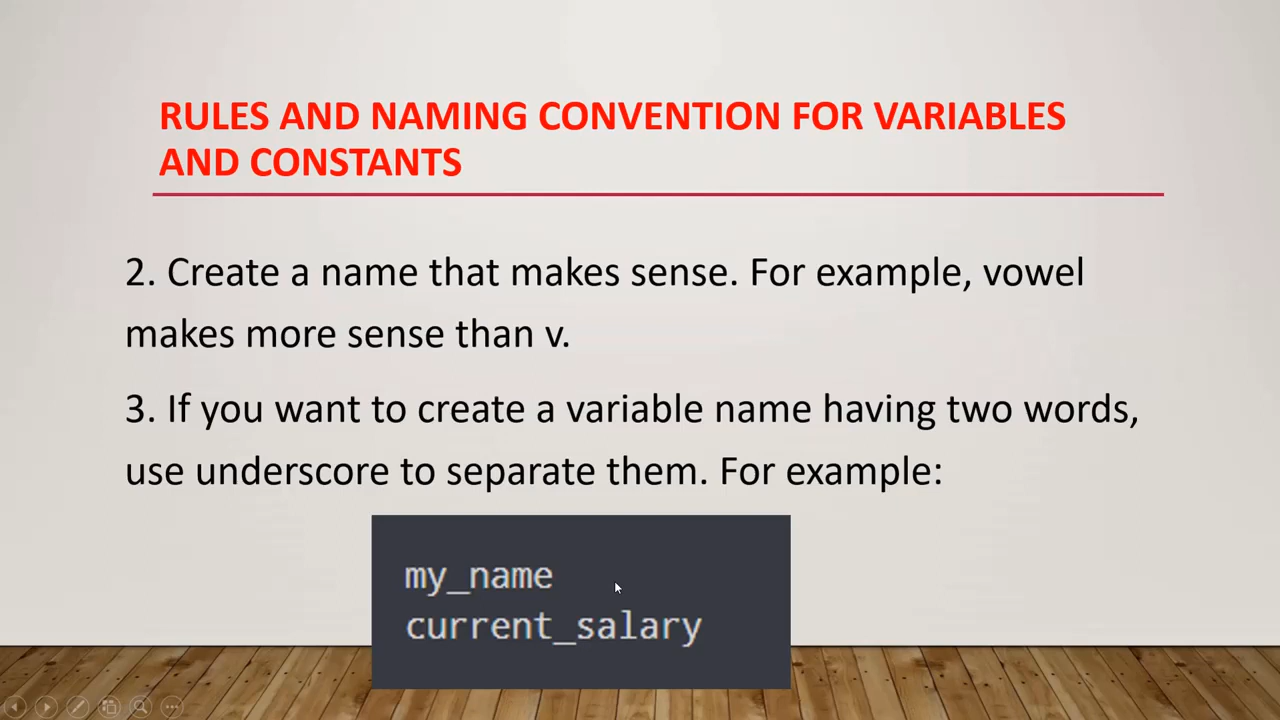 RULES AND NAMING CONVENTION FOR VARIABLES
AND CONSTANTS
2. Create a name that makes sense. For example, vowel
makes more sense than v.
3. If you want to create a variable name having two words,
use underscore to separate them. For example:
my_name
current_salary